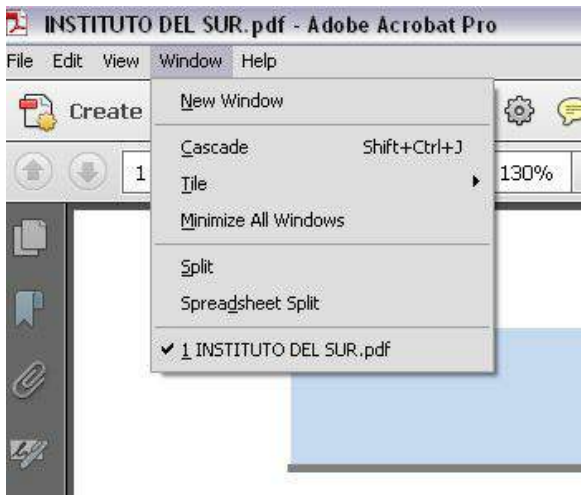 INSTITUTO DEL SUR.pdf - Adobe Acrobat Pro
File Edit View Window Help
Create
1
130%
New Window
Cascade Shift+Ctrl+J
Tile
Minimize All Windows
Split
Spreadsheet Split
1 INSTITUTO DEL SUR.pdf